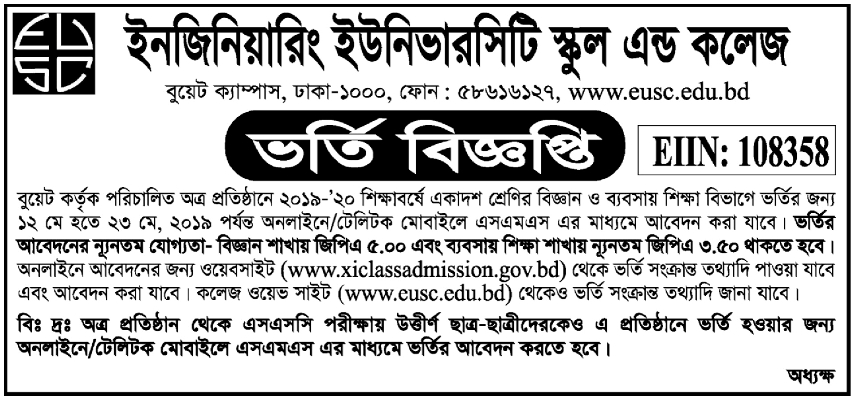 EUSC
ইনজিনিয়ারিং ইউনিভারসিটি স্কুল এন্ড কলেজ
বুয়েট ক্যাম্পাস, ঢাকা-১০০০, ফোন : ৫৮৬১৬১২৭, www.eusc.edu.bd
ভর্তি বিজ্ঞপ্তি
EIIN: 108358
বুয়েট কর্তৃক পরিচালিত অত্র প্রতিষ্ঠানে ২০১৯-'২০ শিক্ষাবর্ষে একাদশ শ্রেণির বিজ্ঞান ও ব্যবসায় শিক্ষা বিভাগে ভর্তির জন্য
১২ মে হতে ২৩ মে, ২০১৯ পর্যন্ত অনলাইনে/টেলিটক মোবাইলে এসএমএস এর মাধ্যমে আবেদন করা যাবে। ভর্তির
আবেদনের ন্যূনতম যোগ্যতা- বিজ্ঞান শাখায় জিপিএ ৫.০০ এবং ব্যবসায় শিক্ষা শাখায় ন্যূনতম জিপিএ ৩.৫০ থাকতে হবে।
অনলাইনে আবেদনের জন্য ওয়েবসাইট (www.xiclassadmission.gov.bd) থেকে ভর্তি সংক্রান্ত তথ্যাদি পাওয়া যাবে
এবং আবেদন করা যাবে। কলেজ ওয়েভ সাইট (www.eusc.edu.bd) থেকেও ভর্তি সংক্রান্ত তথ্যাদি জানা যাবে।
বিঃ দ্রঃ অত্র প্রতিষ্ঠান থেকে এসএসসি পরীক্ষায় উত্তীর্ণ ছাত্র-ছাত্রীদেরকেও এ প্রতিষ্ঠানে ভর্তি হওয়ার জন্য
অনলাইনে/টেলিটক মোবাইলে এসএমএস এর মাধ্যমে ভর্তির আবেদন করতে হবে।
অধ্যক্ষ